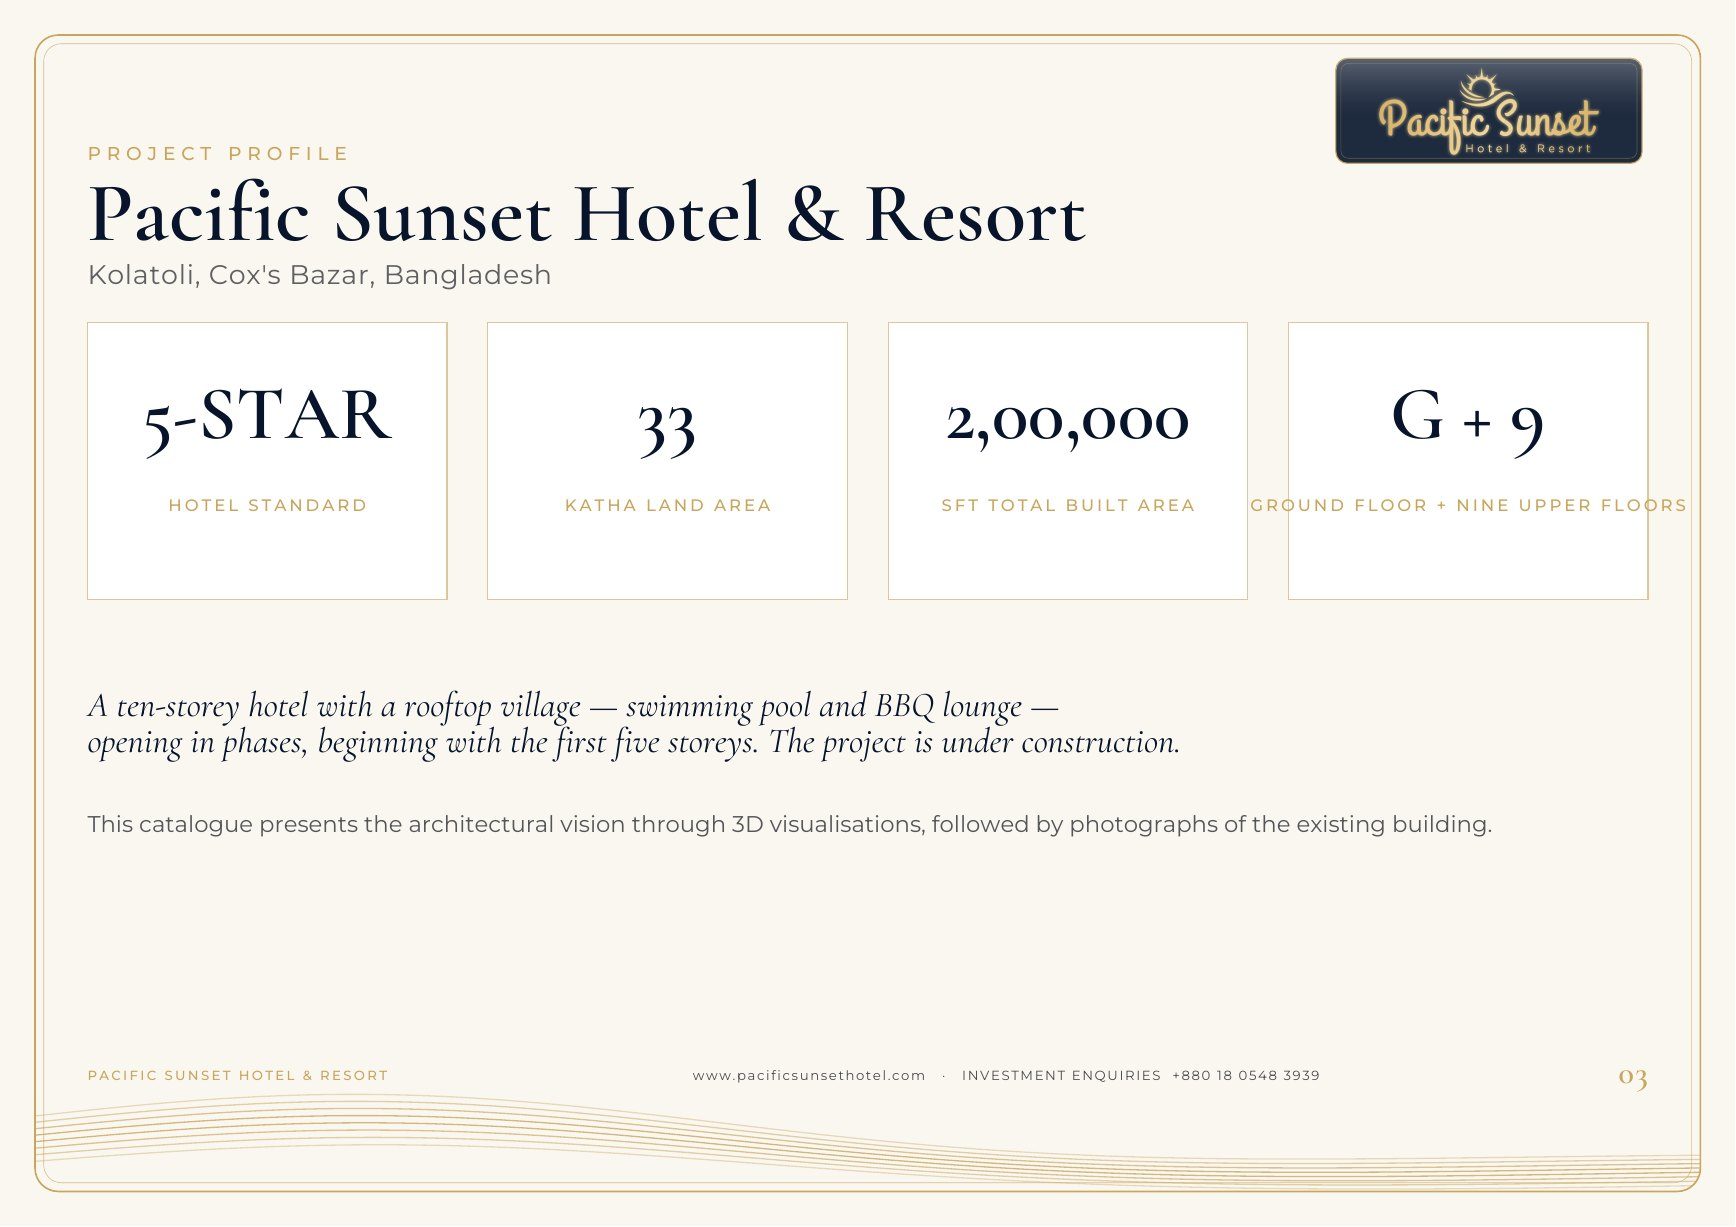 Pacific Sunset
Hotel & Resort
PROJECT PROFILE
Pacific Sunset Hotel & Resort
Kolatoli, Cox's Bazar, Bangladesh
5-STAR
HOTEL STANDARD
33
KATHA LAND AREA
2,00,000
SFT TOTAL BUILT AREA
G + 9
GROUND FLOOR + NINE UPPER FLOORS
A ten-storey hotel with a rooftop village — swimming pool and BBQ lounge —
opening in phases, beginning with the first five storeys. The project is under construction.
This catalogue presents the architectural vision through 3D visualisations, followed by photographs of the existing building.
PACIFIC SUNSET HOTEL & RESORT
www.pacificsunsethotel.com · INVESTMENT ENQUIRIES +880 18 0548 3939
03